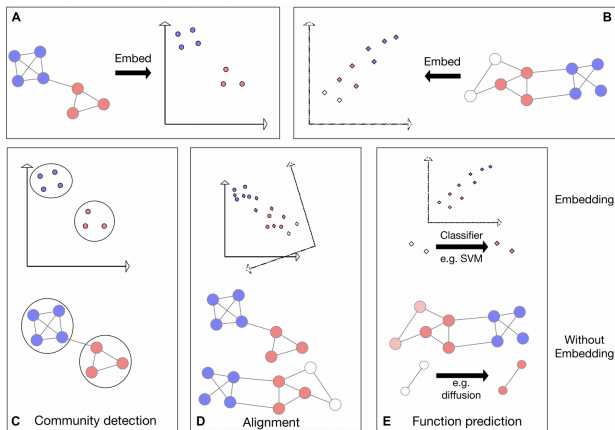 A
B
Embed
Embed
Embedding
Classifier
e.g. SVM
Without
Embedding
e.g.
diffusion
C Community detection
D Alignment
E Function prediction